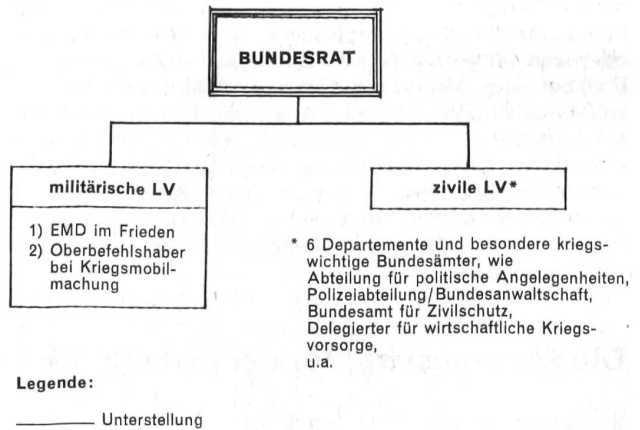 BUNDESRAT
militärische LV
1) EMD im Frieden
2) Oberbefehlshaber
bei Kriegsmobil-
machung
zivile LV*
* 6 Departemente und besondere kriegs-
wichtige Bundesämter, wie
Abteilung für politische Angelegenheiten,
Polizeiabteilung/Bundesanwaltschaft,
Bundesamt für Zivilschutz,
Delegierter für wirtschaftliche Kriegs-
vorsorge,
u.a.
Legende:
Unterstellung